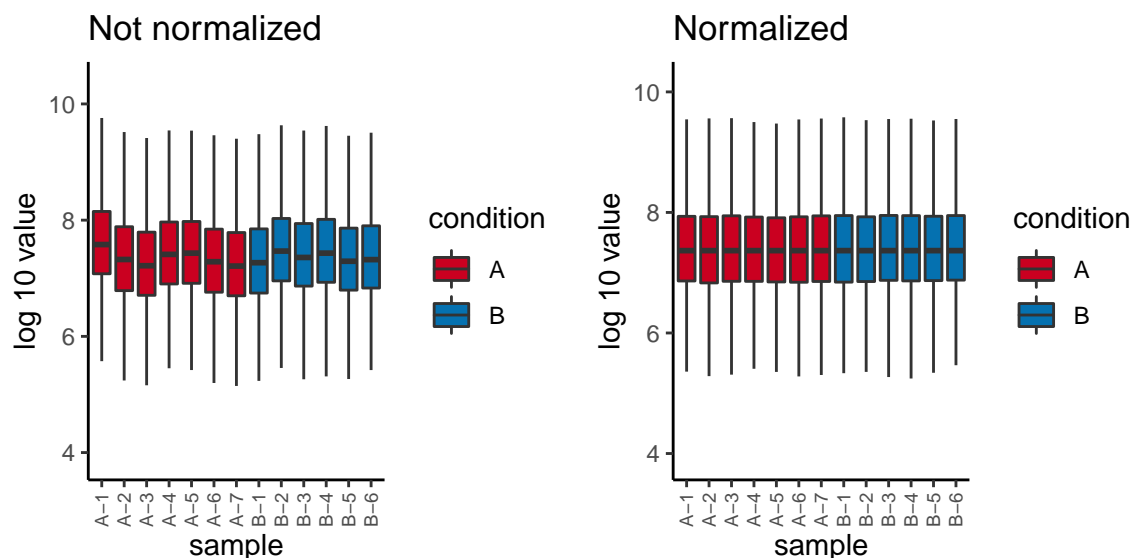 Not normalized
log 10 value
10
8
6
4
A−1
A−2
A−3
A−4
A−5
A−6
A−7
B−1
B−2
B−3
B−4
B−5
B−6
sample
condition
A
B
Normalized
log 10 value
10
8
6
4
A−1
A−2
A−3
A−4
A−5
A−6
A−7
B−1
B−2
B−3
B−4
B−5
B−6
sample
condition
A
B